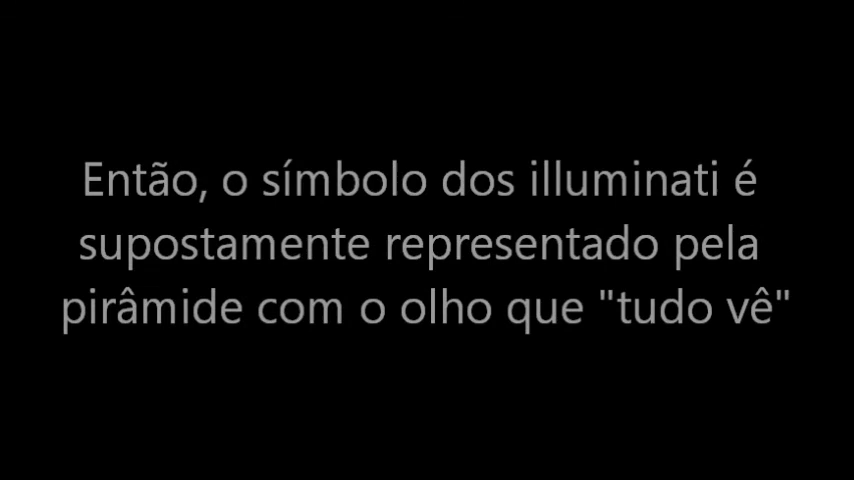 Então, o símbolo dos illuminati é
supostamente representado pela
pirâmide com o olho que "tudo vê"